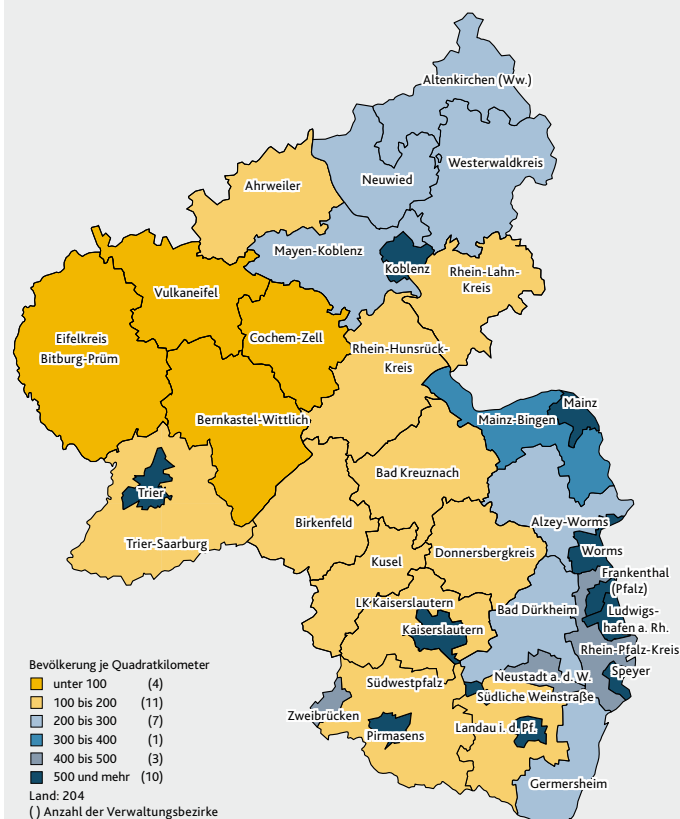 Altenkirchen (Ww.)
Westerwaldkreis
Neuwied
Ahrweiler
Mayen-Koblenz
Koblenz
Rhein-Lahn-
Kreis
Vulkaneifel
Eifelkreis
Bitburg-Prüm
Cochem-Zell
Rhein-Hunsrück-
Kreis
Mainz
Mainz-Bingen
Bernkastel-Wittlich
Bad Kreuznach
Trier
Birkenfeld
Alzey-Worms
Trier-Saarburg
Donnersbergkreis
Worms
Kusel
Frankenthal
(Pfalz)
LK Kaiserslautern
Bad Dürkheim
Ludwigs-
hafen a. Rh.
Kaiserslautern
Rhein-Pfalz-Kreis
Speyer
Neustadt a. d. W.
Südwestpfalz
Südliche Weinstraße
Zweibrücken
Pirmasens
Landau i. d. Pf.
Germersheim
Bevölkerung je Quadratkilometer
unter 100 (4)
100 bis 200 (11)
200 bis 300 (7)
300 bis 400 (1)
400 bis 500 (3)
500 und mehr (10)
Land: 204
( ) Anzahl der Verwaltungsbezirke